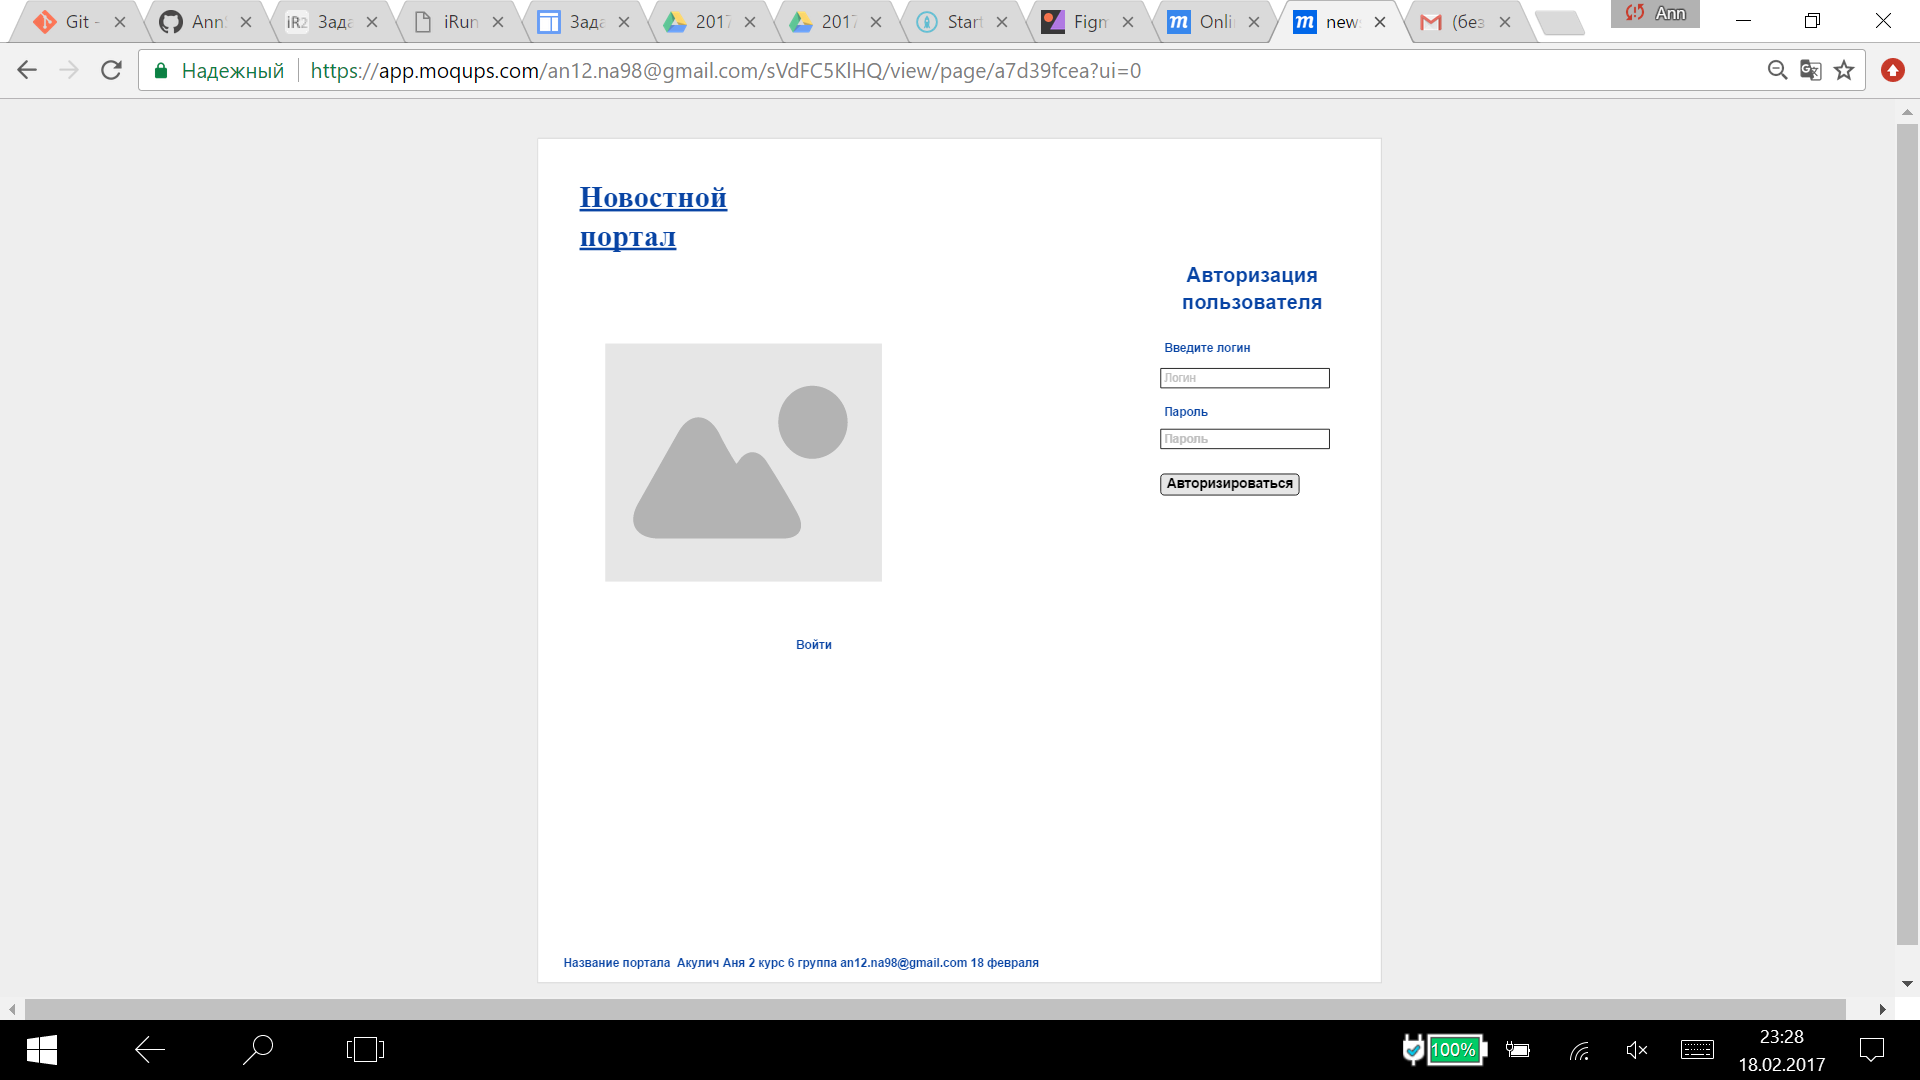 Git -
Ann
iR2 Зада
iRun
Зада
2017
2017
Start
Figm
m Onli
m new
(без
Ann
Надежный https://app.moqups.com/an12.na98@gmail.com/sVdFC5KlHQ/view/page/a7d39fcea?ui=0
Новостной
портал
Авторизация
пользователя
Введите логин
Логин
Пароль
Пароль
Авторизироваться
Войти
Название портала Акулич Аня 2 курс 6 группа an12.na98@gmail.com 18 февраля
100%
23:28
18.02.2017